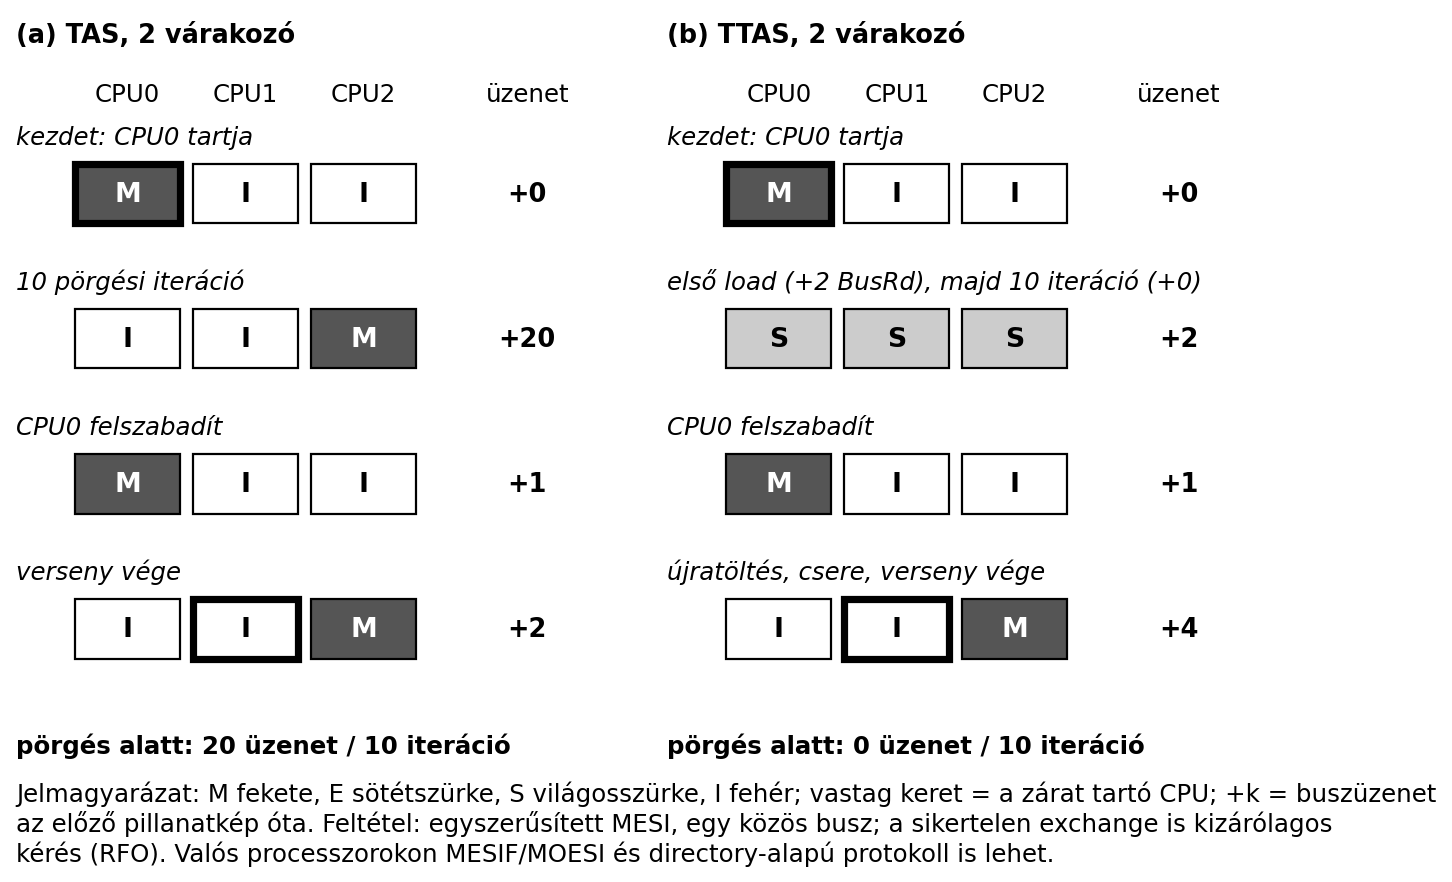 (a) TAS, 2 várakozó
CPU0 CPU1 CPU2 üzenet
kezdet: CPU0 tartja
M I I +0
10 pörgési iteráció
I I M +20
CPU0 felszabadít
M I I +1
verseny vége
I I M +2
pörgés alatt: 20 üzenet / 10 iteráció
(b) TTAS, 2 várakozó
CPU0 CPU1 CPU2 üzenet
kezdet: CPU0 tartja
M I I +0
első load (+2 BusRd), majd 10 iteráció (+0)
S S S +2
CPU0 felszabadít
M I I +1
újratöltés, csere, verseny vége
I I M +4
pörgés alatt: 0 üzenet / 10 iteráció
Jelmagyarázat: M fekete, E sötétszürke, S világosszürke, I fehér; vastag keret = a zárat tartó CPU; +k = buszüzenet
az előző pillanatkép óta. Feltétel: egyszerűsített MESI, egy közös busz; a sikertelen exchange is kizárólagos
kérés (RFO). Valós processzorokon MESIF/MOESI és directory-alapú protokoll is lehet.